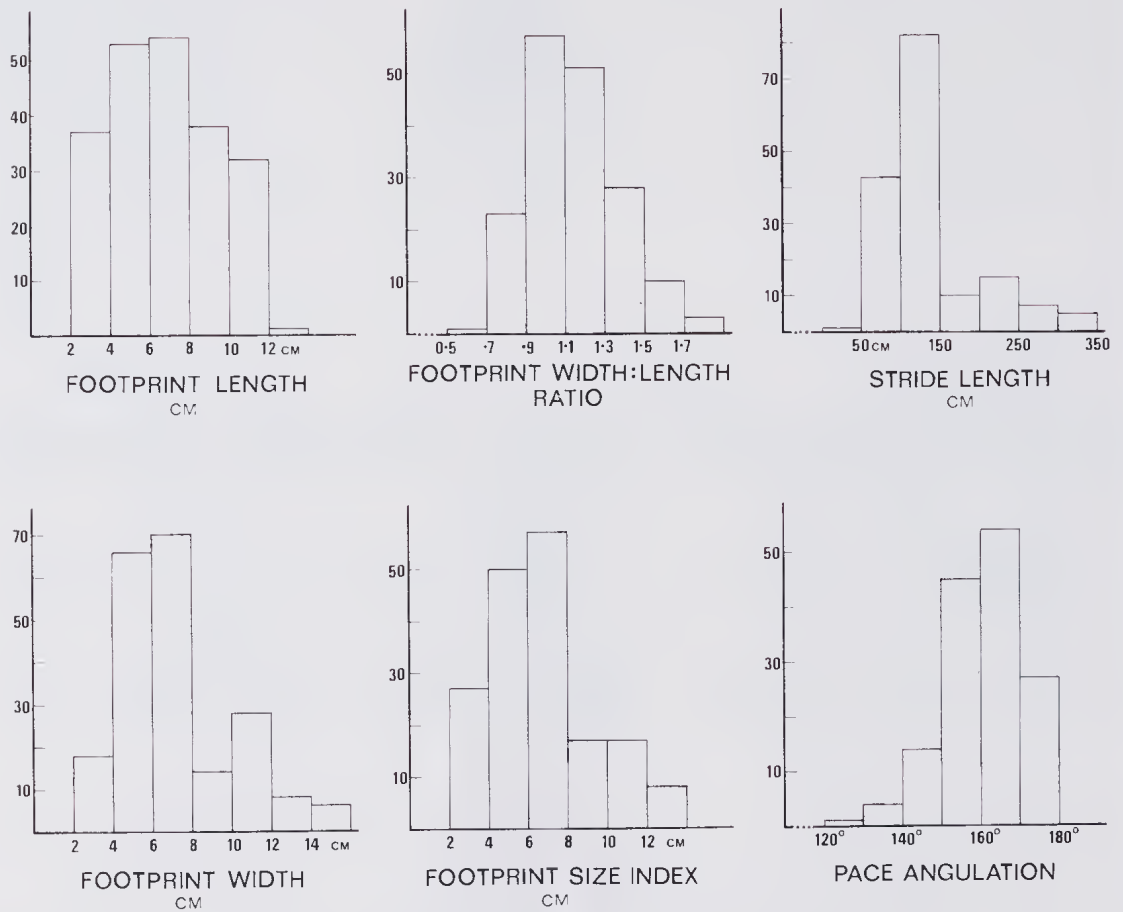 50
40
30
20
10
2 4 6 8 10 12 CM
FOOTPRINT LENGTH
CM
50
30
10
0·5 ·7 ·9 1·1 1·3 1·5 1·7
FOOTPRINT WIDTH:LENGTH
RATIO
70
50
30
10
50CM 150 250 350
STRIDE LENGTH
CM
70
50
30
10
2 4 6 8 10 12 14 CM
FOOTPRINT WIDTH
CM
50
30
10
2 4 6 8 10 12 CM
FOOTPRINT SIZE INDEX
CM
50
30
10
120° 140° 160° 180°
PACE ANGULATION